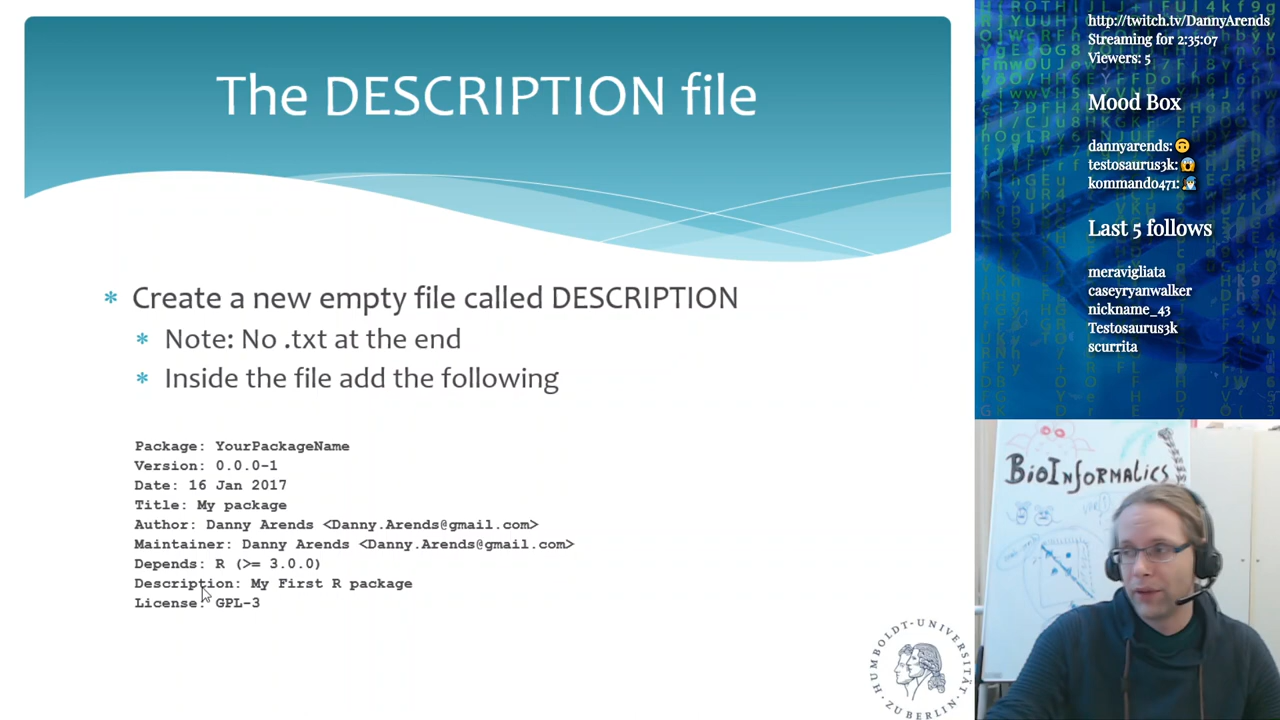 The DESCRIPTION file
Create a new empty file called DESCRIPTION
Note: No .txt at the end
Inside the file add the following
Package: YourPackageName
Version: 0.0.0-1
Date: 16 Jan 2017
Title: My package
Author: Danny Arends <Danny.Arends@gmail.com>
Maintainer: Danny Arends <Danny.Arends@gmail.com>
Depends: R (>= 3.0.0)
Description: My First R package
License: GPL-3
HUMBOLDT-UNIVERSITÄT ZU BERLIN
http://twitch.tv/DannyArends
Streaming for 2:35:07
Viewers: 5
Mood Box
dannyarends: 🙃
testosaurus3k: 😱
kommando471:
Last 5 follows
meravigliata
caseyryanwalker
nickname_43
Testosaurus3k
scurrita
BioInformatics